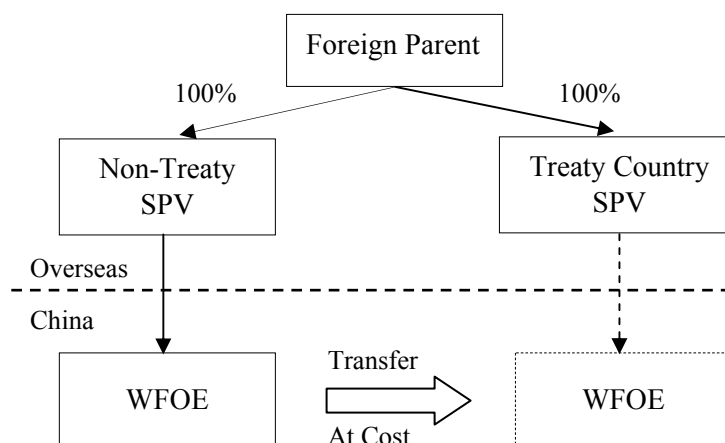 Foreign Parent
100%
100%
Non-Treaty
SPV
Treaty Country
SPV
Overseas
China
WFOE
Transfer
At Cost
WFOE